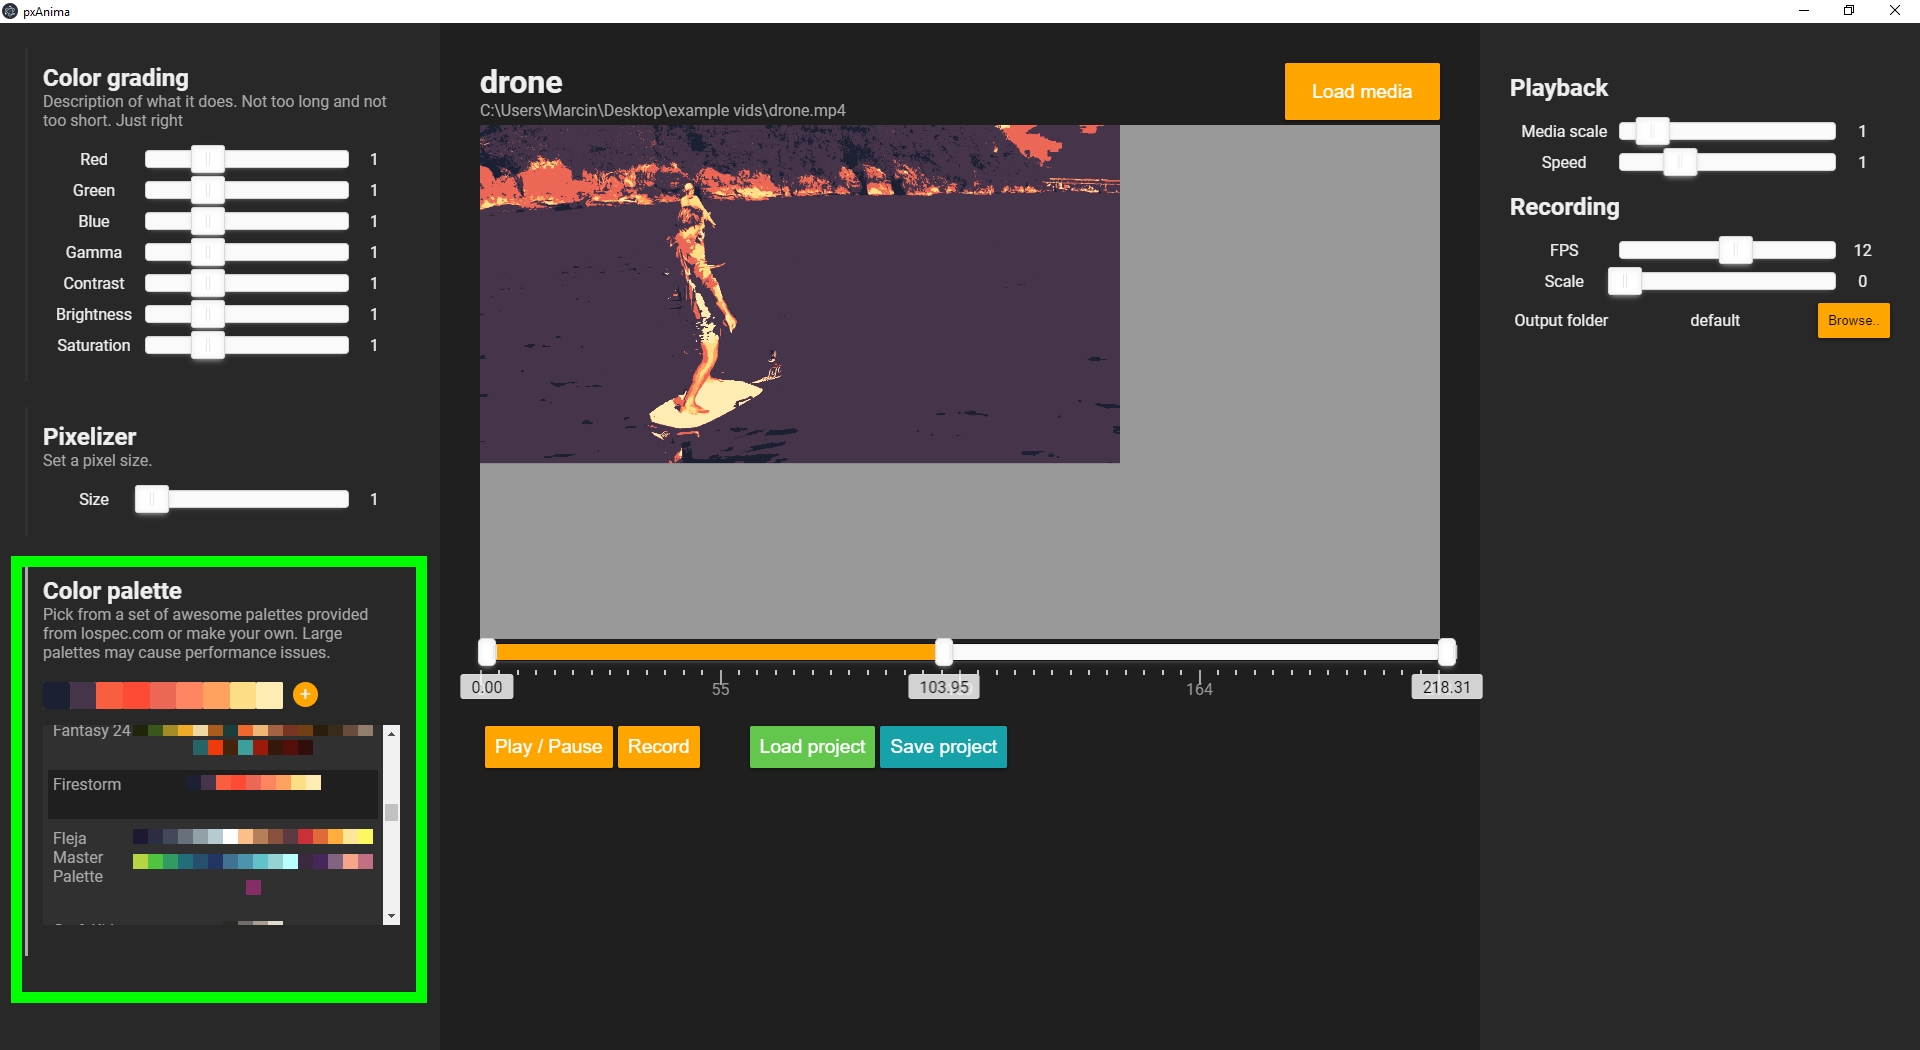 pxAnima
Color grading
Description of what it does. Not too long and not
too short. Just right
Red 1
Green 1
Blue 1
Gamma 1
Contrast 1
Brightness 1
Saturation 1
Pixelizer
Set a pixel size.
Size 1
Color palette
Pick from a set of awesome palettes provided
from lospec.com or make your own. Large
palettes may cause performance issues.
+
Fantasy 24
Firestorm
Fleja
Master
Palette
drone
C:\Users\Marcin\Desktop\example vids\drone.mp4
Load media
0.00 55 103.95 164 218.31
Play / Pause Record Load project Save project
Playback
Media scale 1
Speed 1
Recording
FPS 12
Scale 0
Output folder default Browse..